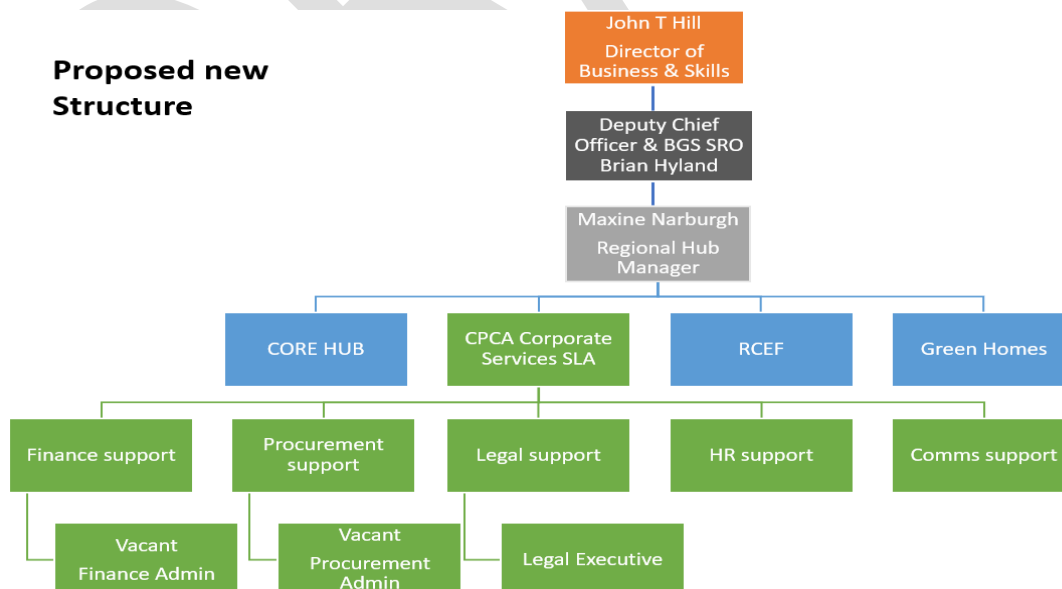 John T Hill
Director of
Business & Skills
Proposed new
Structure
Deputy Chief
Officer & BGS SRO
Brian Hyland
Maxine Narburgh
Regional Hub
Manager
CORE HUB
CPCA Corporate
Services SLA
RCEF
Green Homes
Finance support
Procurement
support
Legal support
HR support
Comms support
Vacant
Finance Admin
Vacant
Procurement
Admin
Legal Executive